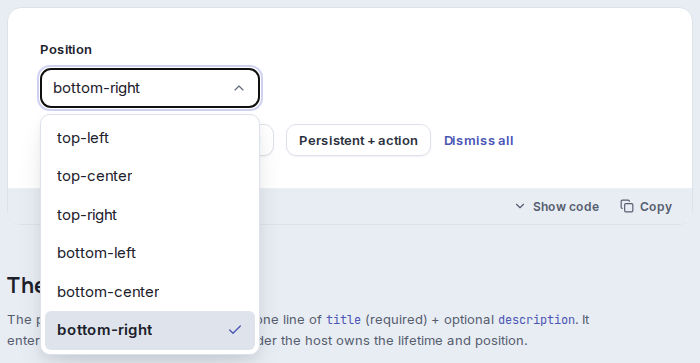 Position
bottom-right
top-left
Persistent + action
Dismiss all
top-center
top-right
Show code
Copy
bottom-left
The
bottom-center
The
one line of title (required) + optional description. It
bottom-right
enter
der the host owns the lifetime and position.